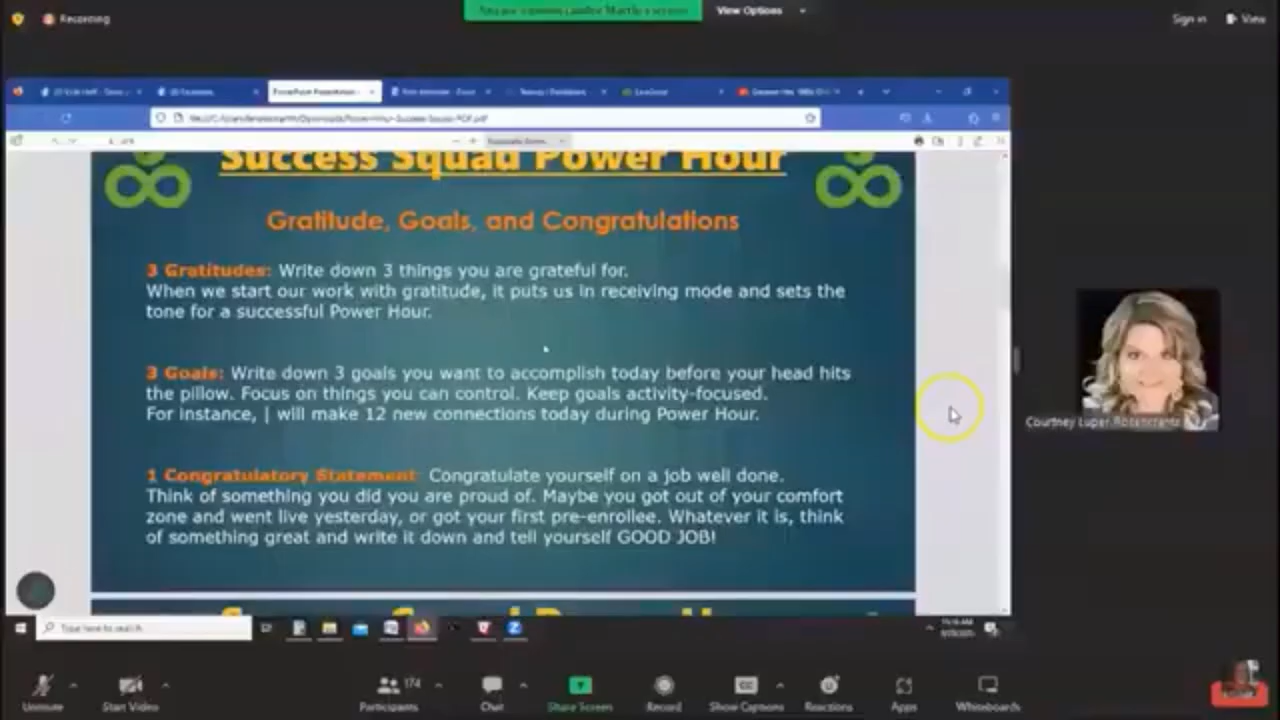 Recording
View Options
Sign in
View
Success Squad Power Hour
Gratitude, Goals, and Congratulations
3 Gratitudes: Write down 3 things you are grateful for.
When we start our work with gratitude, it puts us in receiving mode and sets the
tone for a successful Power Hour.
3 Goals: Write down 3 goals you want to accomplish today before your head hits
the pillow. Focus on things you can control. Keep goals activity-focused.
For instance, | will make 12 new connections today during Power Hour.
1 Congratulatory Statement: Congratulate yourself on a job well done.
Think of something you did you are proud of. Maybe you got out of your comfort
zone and went live yesterday, or got your first pre-enrollee. Whatever it is, think
of something great and write it down and tell yourself GOOD JOB!
Courtney Luper
Type here to search
Unmute
Start Video
174
Participants
Chat
Share Screen
Record
CC
Show Captions
Reactions
Apps
Whiteboards